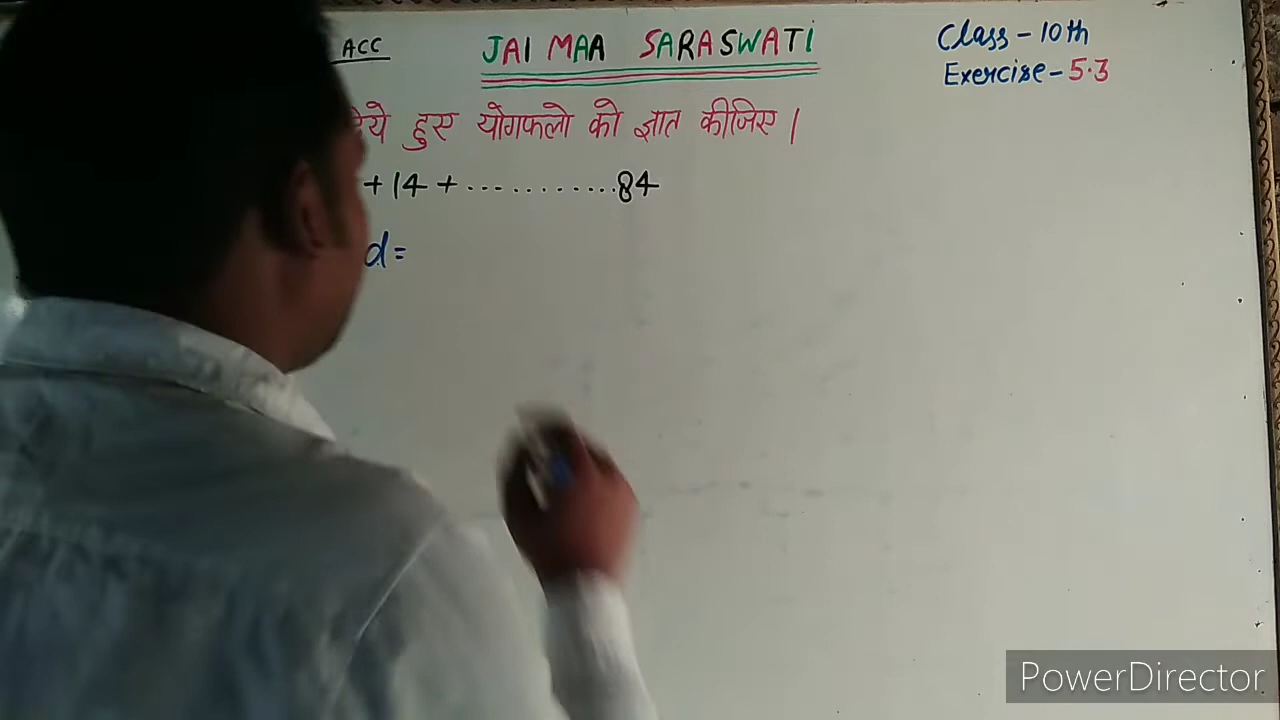 ACC
JAI MAA SARASWATI
Class-10th
Exercise-5.3
हुए योगफलो को ज्ञात कीजिए।
+14+...........84
d=
PowerDirector